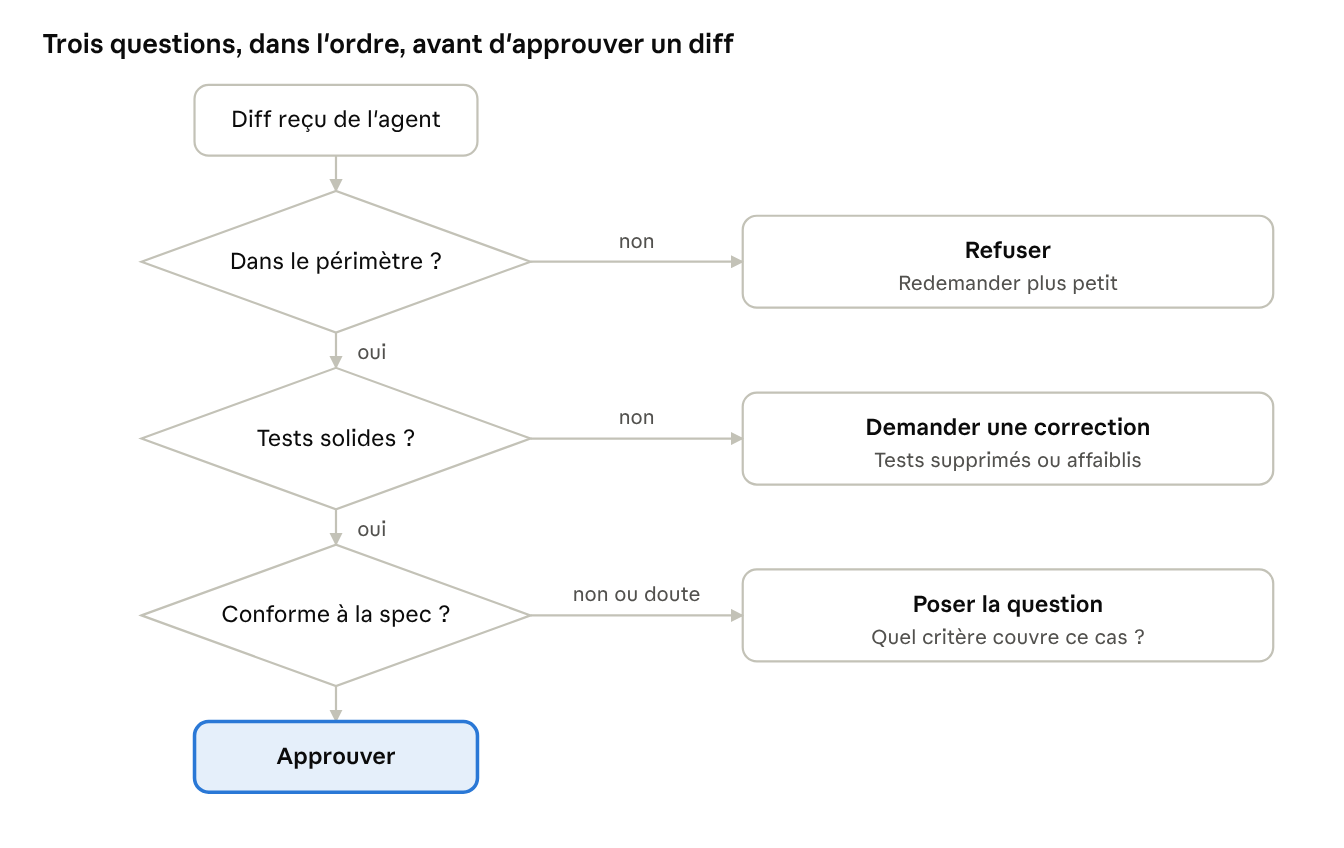 Trois questions, dans l'ordre, avant d'approuver un diff
Diff reçu de l'agent
Dans le périmètre ?
non
Refuser
Redemander plus petit
oui
Tests solides ?
non
Demander une correction
Tests supprimés ou affaiblis
oui
Conforme à la spec ?
non ou doute
Poser la question
Quel critère couvre ce cas ?
Approuver